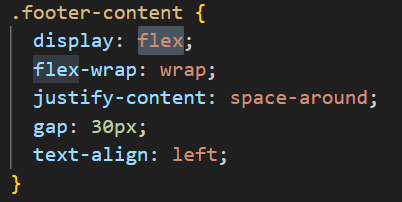 .footer-content {
  display: flex;
  flex-wrap: wrap;
  justify-content: space-around;
  gap: 30px;
  text-align: left;
}